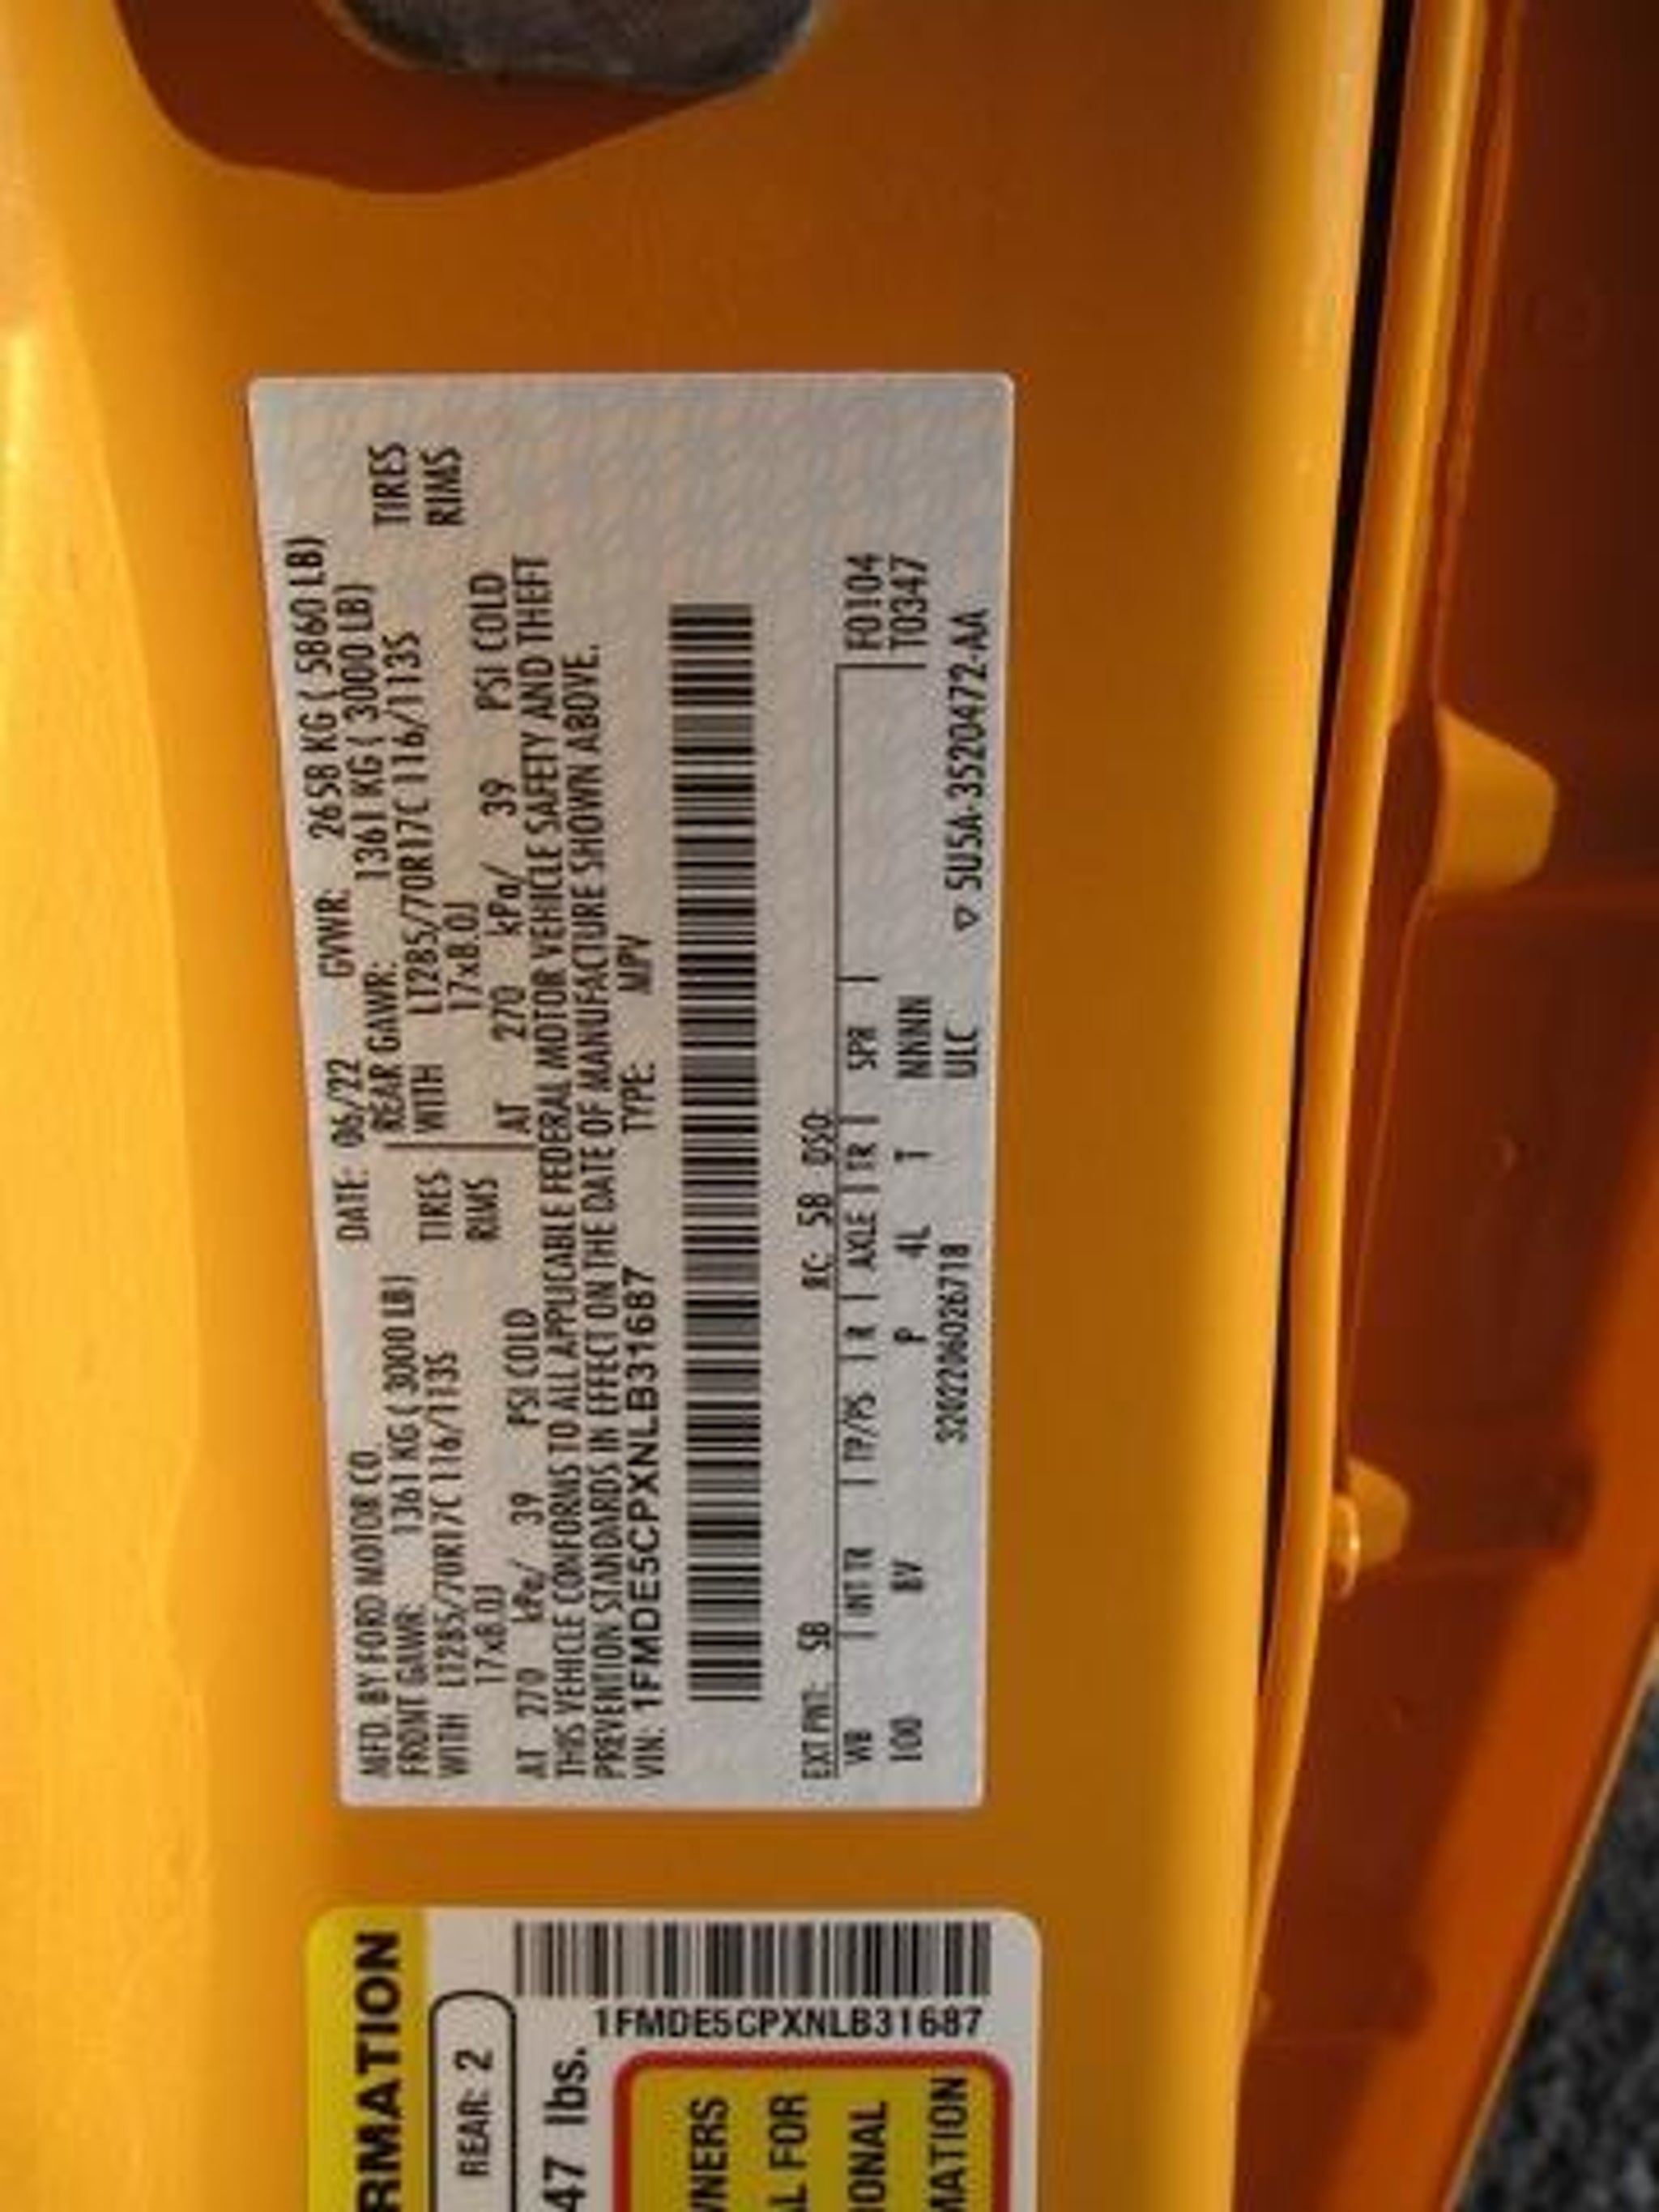 MFD. BY FORD MOTOR CO
DATE: 06/22 GVWR: 2658 KG ( 5860 LB)
FRONT GAWR: 1361 KG ( 3000 LB)
REAR GAWR: 1361 KG ( 3000 LB)
WITH LT285/70R17C 116/113S TIRES
WITH LT285/70R17C 116/113S TIRES
17x8.0J RIMS
17x8.0J RIMS
AT 270 kPa/ 39 PSI COLD
AT 270 kPa/ 39 PSI COLD
THIS VEHICLE CONFORMS TO ALL APPLICABLE FEDERAL MOTOR VEHICLE SAFETY AND THEFT
PREVENTION STANDARDS IN EFFECT ON THE DATE OF MANUFACTURE SHOWN ABOVE.
VIN: 1FMDE5CPXNLB31687 TYPE: MPV
EXT PNT: SB RC: 58 DSO:
WB | INT TR | TP/PS | R | AXLE | TR | SPR | F0104
100 8V P 4L T NNNN T0347
3202206026718 ULC ▽ 5U5A-3520472-AA
RMATION
REAR: 2
47 lbs.
1FMDE5CPXNLB31687
WNERS
L FOR
IONAL
MATION